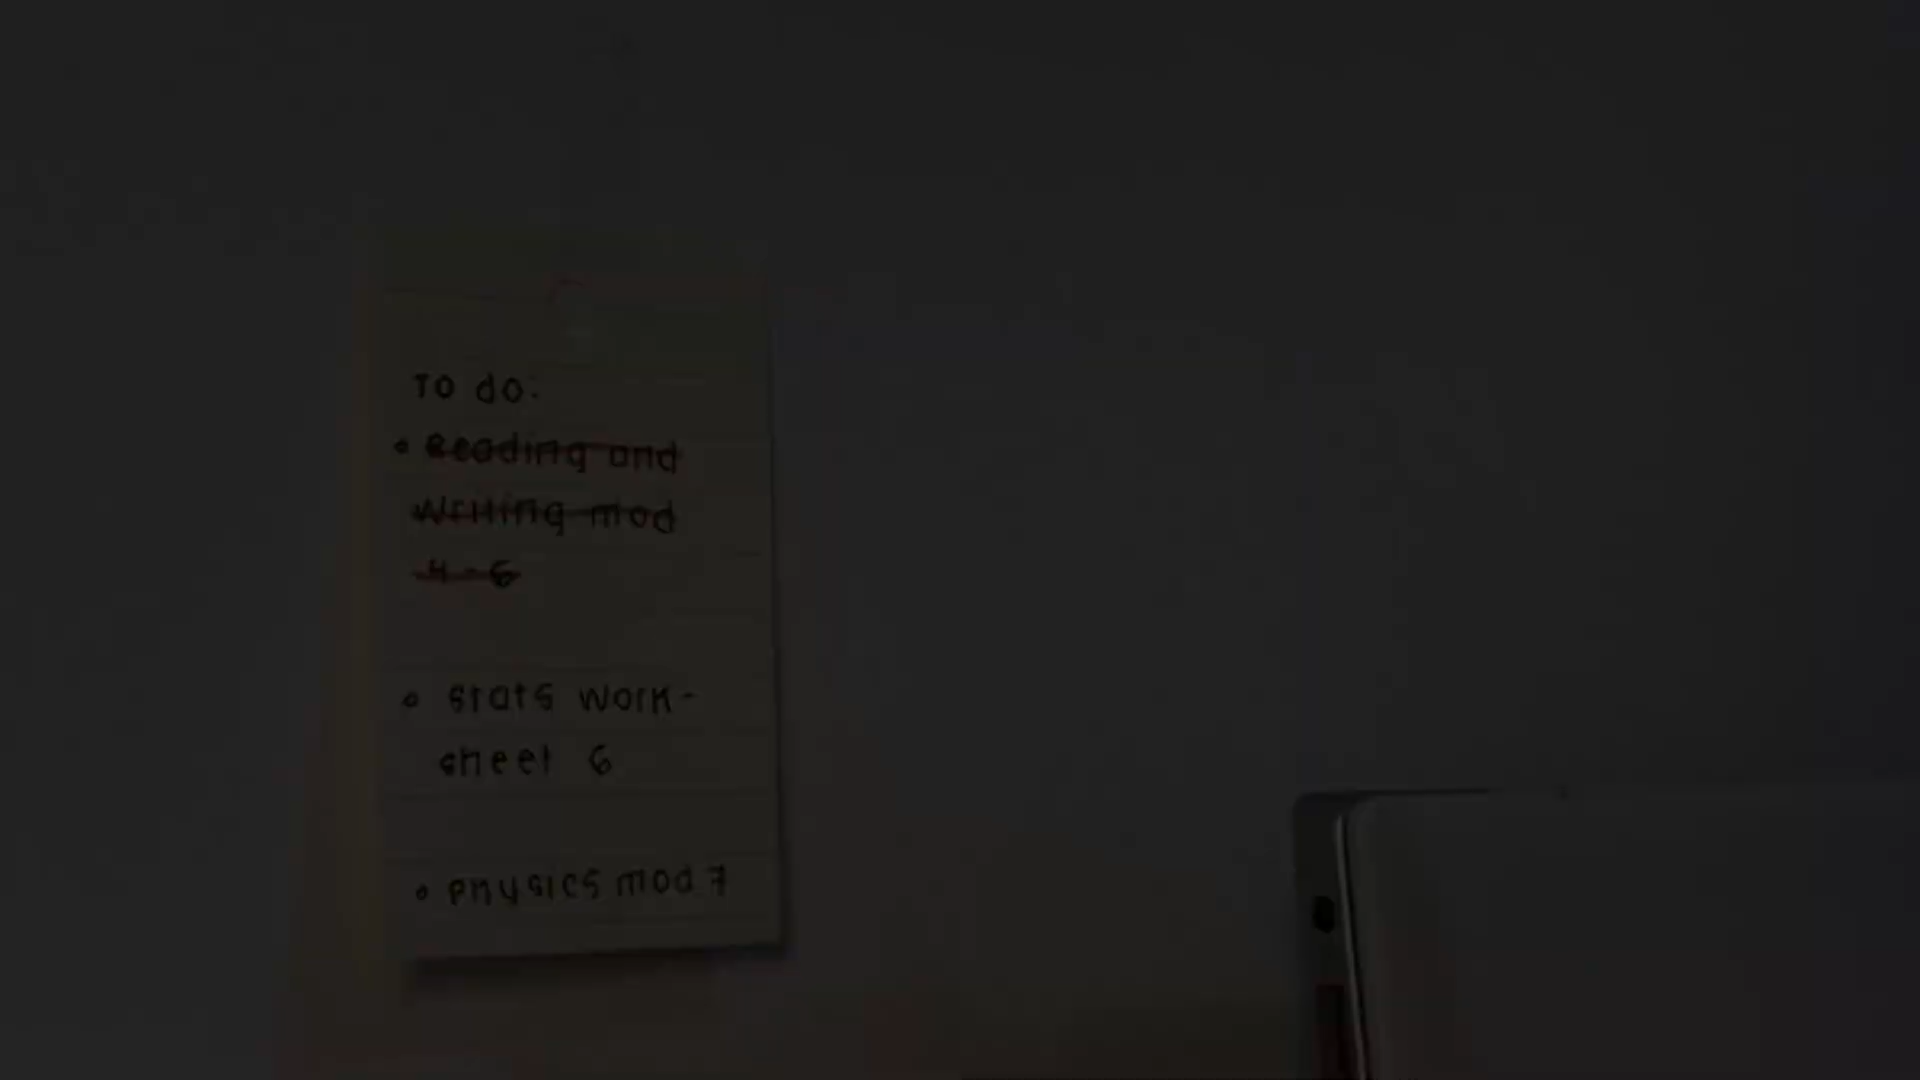 TO do:
Reading and
Writing mod
4-6
stats work-
sheet 6
physics mod 7